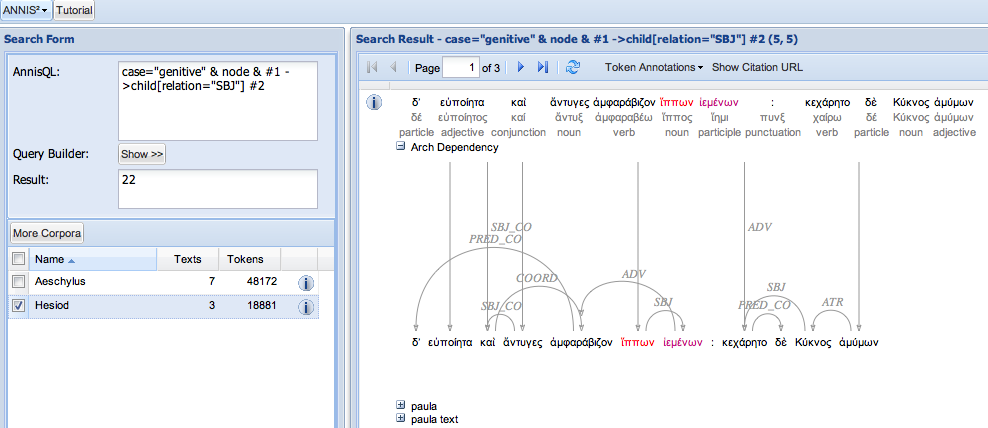 ANNIS² Tutorial
Search Form
AnnisQL:
case="genitive" & node & #1 -
>child[relation="SBJ"] #2
Query Builder: Show >>
Result: 22
More Corpora
Name Texts Tokens
Aeschylus 7 48172
Hesiod 3 18881
Search Result - case="genitive" & node & #1 ->child[relation="SBJ"] #2 (5, 5)
Page 1 of 3 Token Annotations Show Citation URL
δ' εὐποίητα καὶ ἄντυγες ἀμφαράβιζον ἵππων ἱεμένων : κεχάρητο δὲ Κύκνος ἀμύμων
δέ εὐποίητος καί ἄντυξ ἀμφαραβέω ἵππος ἵημι πυνξ χαίρω δέ Κύκνος ἀμύμων
particle adjective conjunction noun verb noun participle punctuation verb particle noun adjective
Arch Dependency
SBJ_CO ADV
PRED_CO
COORD ADV
SBJ
SBJ_CO SBJ PRED_CO ATR
δ' εὐποίητα καὶ ἄντυγες ἀμφαράβιζον ἵππων ἱεμένων : κεχάρητο δὲ Κύκνος ἀμύμων
paula
paula text